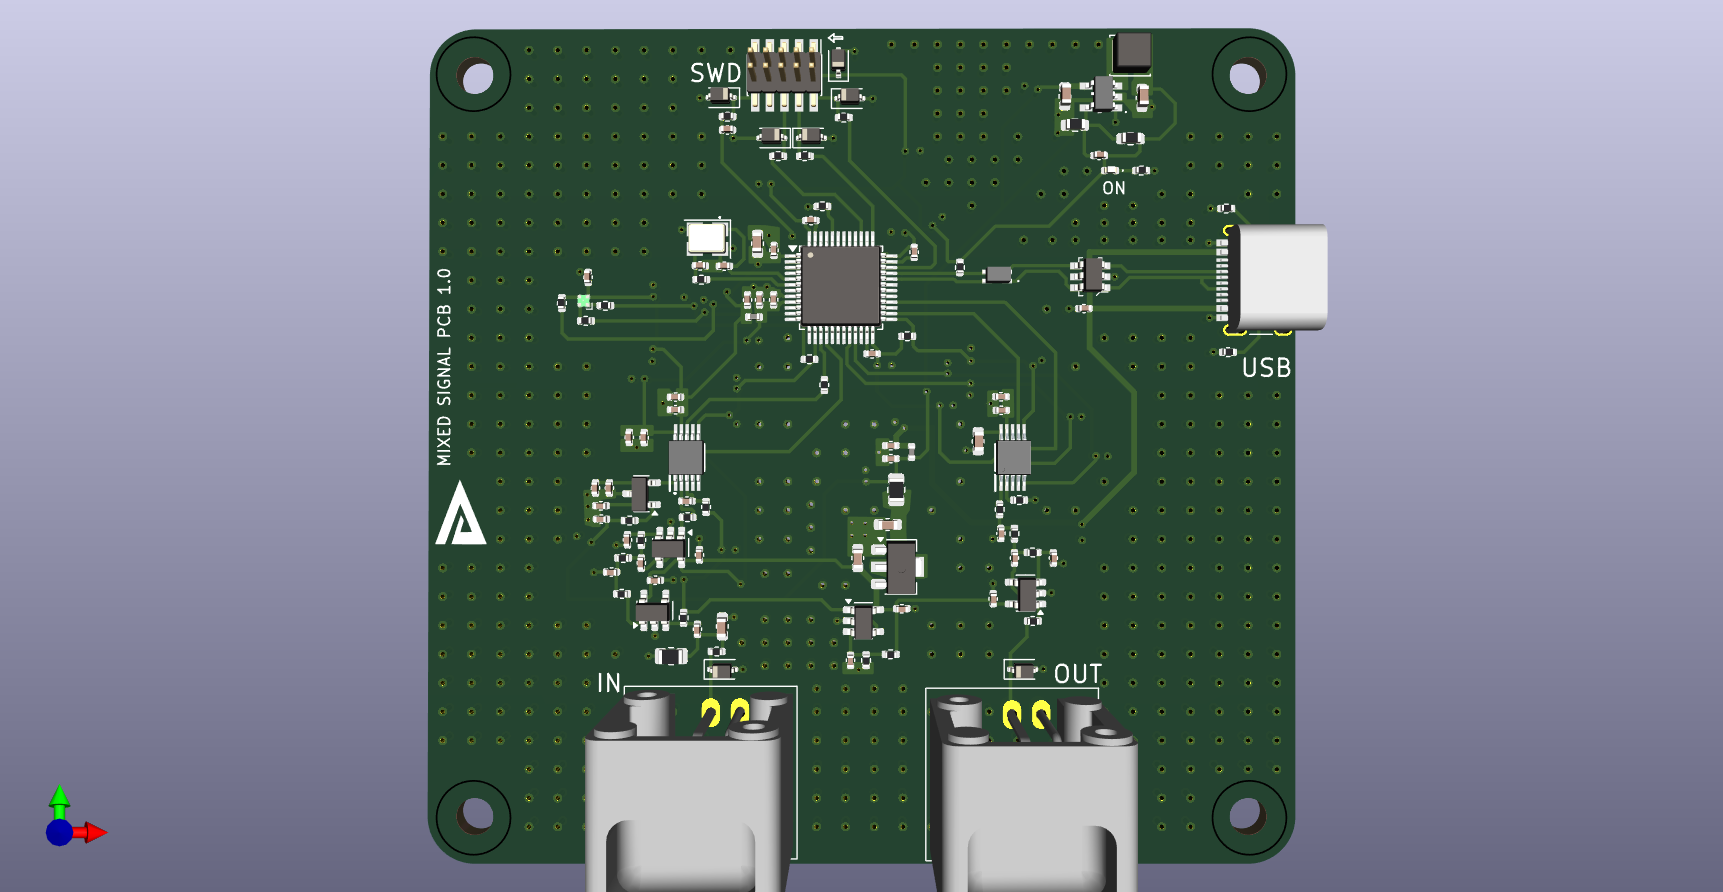 SWD
ON
MIXED SIGNAL PCB 1.0
USB
IN
OUT